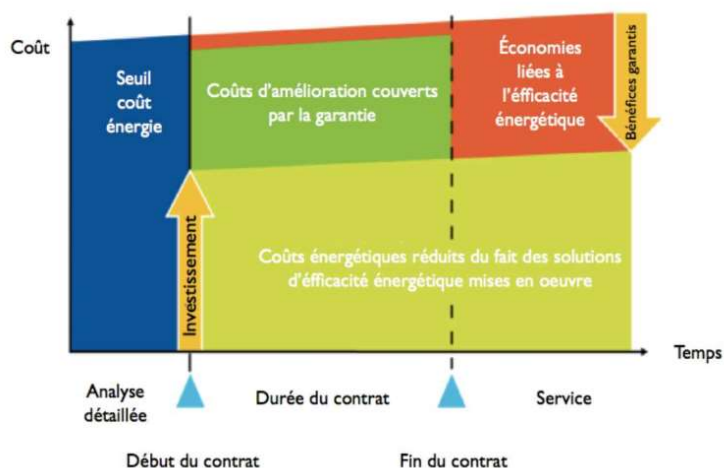 Coût
Seuil
coût
énergie
Coûts d'amélioration couverts
par la garantie
Économies
liées à
l'éfficacité
énergétique
Bénéfices garantis
Investissement
Coûts énergétiques réduits du fait des solutions
d'éfficacité énergétique mises en oeuvre
Temps
Analyse
détaillée
Durée du contrat
Service
Début du contrat
Fin du contrat